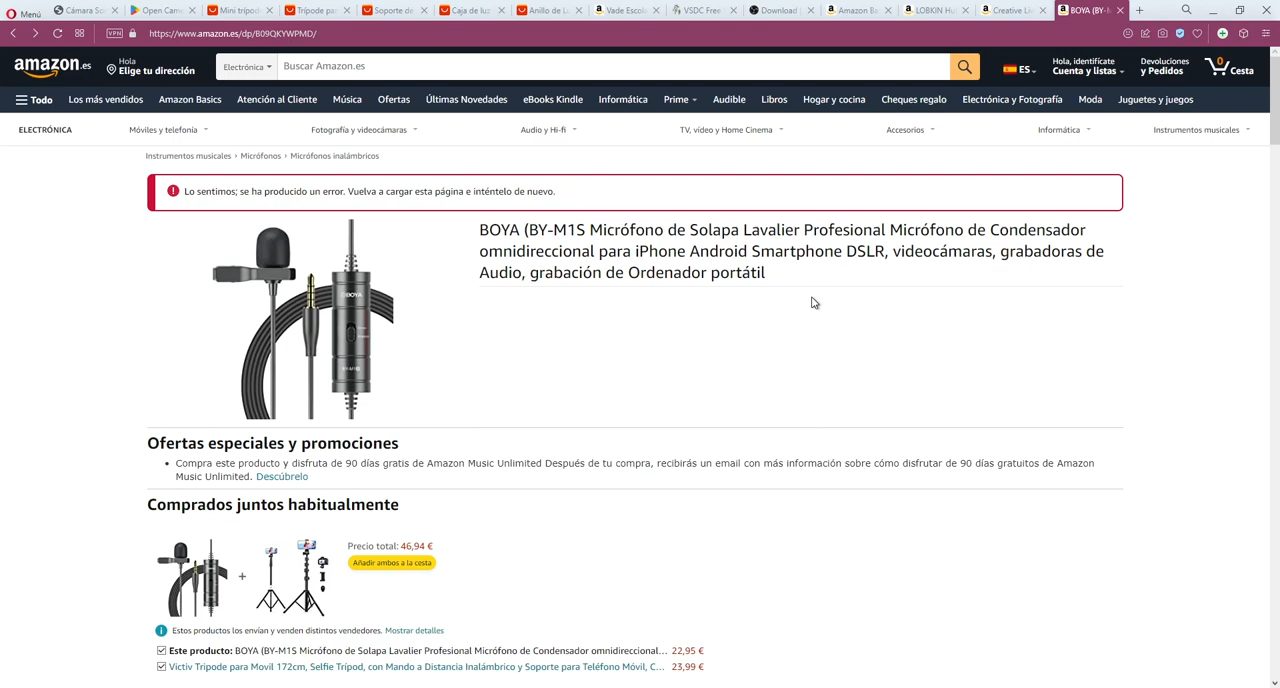 Menú
Cámara So
Open Came
Mini trípod
Trípode pa
Soporte de
Caja de luz
Anillo de L
Vade Escol
VSDC Free
Download |
Amazon Ba
LOBKIN Hu
Creative Liv
BOYA (BY-M
VPN
https://www.amazon.es/dp/B09QKYWPMD/
amazon.es
Hola
Elige tu dirección
Electrónica
Buscar Amazon.es
ES
Hola, identifícate
Cuenta y listas
Devoluciones
y Pedidos
0
Cesta
Todo
Los más vendidos
Amazon Basics
Atención al Cliente
Música
Ofertas
Últimas Novedades
eBooks Kindle
Informática
Prime
Audible
Libros
Hogar y cocina
Cheques regalo
Electrónica y Fotografía
Moda
Juguetes y juegos
ELECTRÓNICA
Móviles y telefonía
Fotografía y videocámaras
Audio y Hi-fi
TV, vídeo y Home Cinema
Accesorios
Informática
Instrumentos musicales
Instrumentos musicales › Micrófonos › Micrófonos inalámbricos
Lo sentimos; se ha producido un error. Vuelva a cargar esta página e inténtelo de nuevo.
BOYA (BY-M1S Micrófono de Solapa Lavalier Profesional Micrófono de Condensador
omnidireccional para iPhone Android Smartphone DSLR, videocámaras, grabadoras de
Audio, grabación de Ordenador portátil
BOYA
BY-M1S
Ofertas especiales y promociones
• Compra este producto y disfruta de 90 días gratis de Amazon Music Unlimited Después de tu compra, recibirás un email con más información sobre cómo disfrutar de 90 días gratuitos de Amazon
Music Unlimited. Descúbrelo
Comprados juntos habitualmente
+
Precio total: 46,94 €
Añadir ambos a la cesta
Estos productos los envían y venden distintos vendedores. Mostrar detalles
Este producto: BOYA (BY-M1S Micrófono de Solapa Lavalier Profesional Micrófono de Condensador omnidireccional... 22,95 €
Victiv Tripode para Movil 172cm, Selfie Trípod, con Mando a Distancia Inalámbrico y Soporte para Teléfono Móvil, C... 23,99 €